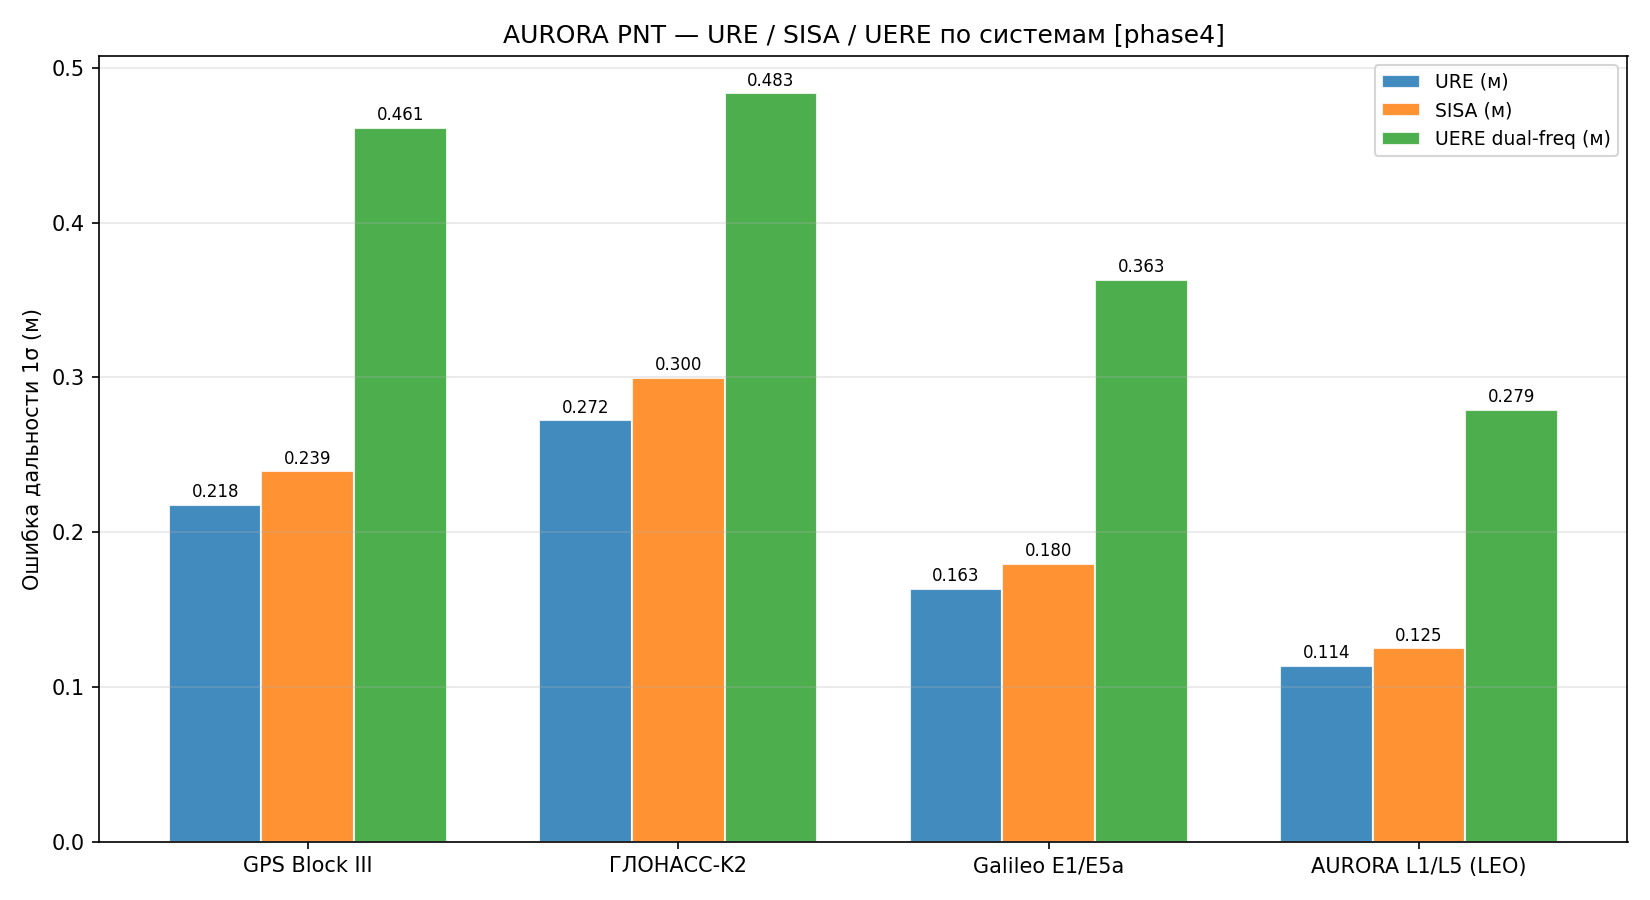 AURORA PNT — URE / SISA / UERE по системам [phase4]
URE (м)
SISA (м)
UERE dual-freq (м)
Ошибка дальности 1σ (м)
0.5
0.4
0.3
0.2
0.1
0.0
0.218
0.239
0.461
0.272
0.300
0.483
0.163
0.180
0.363
0.114
0.125
0.279
GPS Block III
ГЛОНАСС-К2
Galileo E1/E5a
AURORA L1/L5 (LEO)